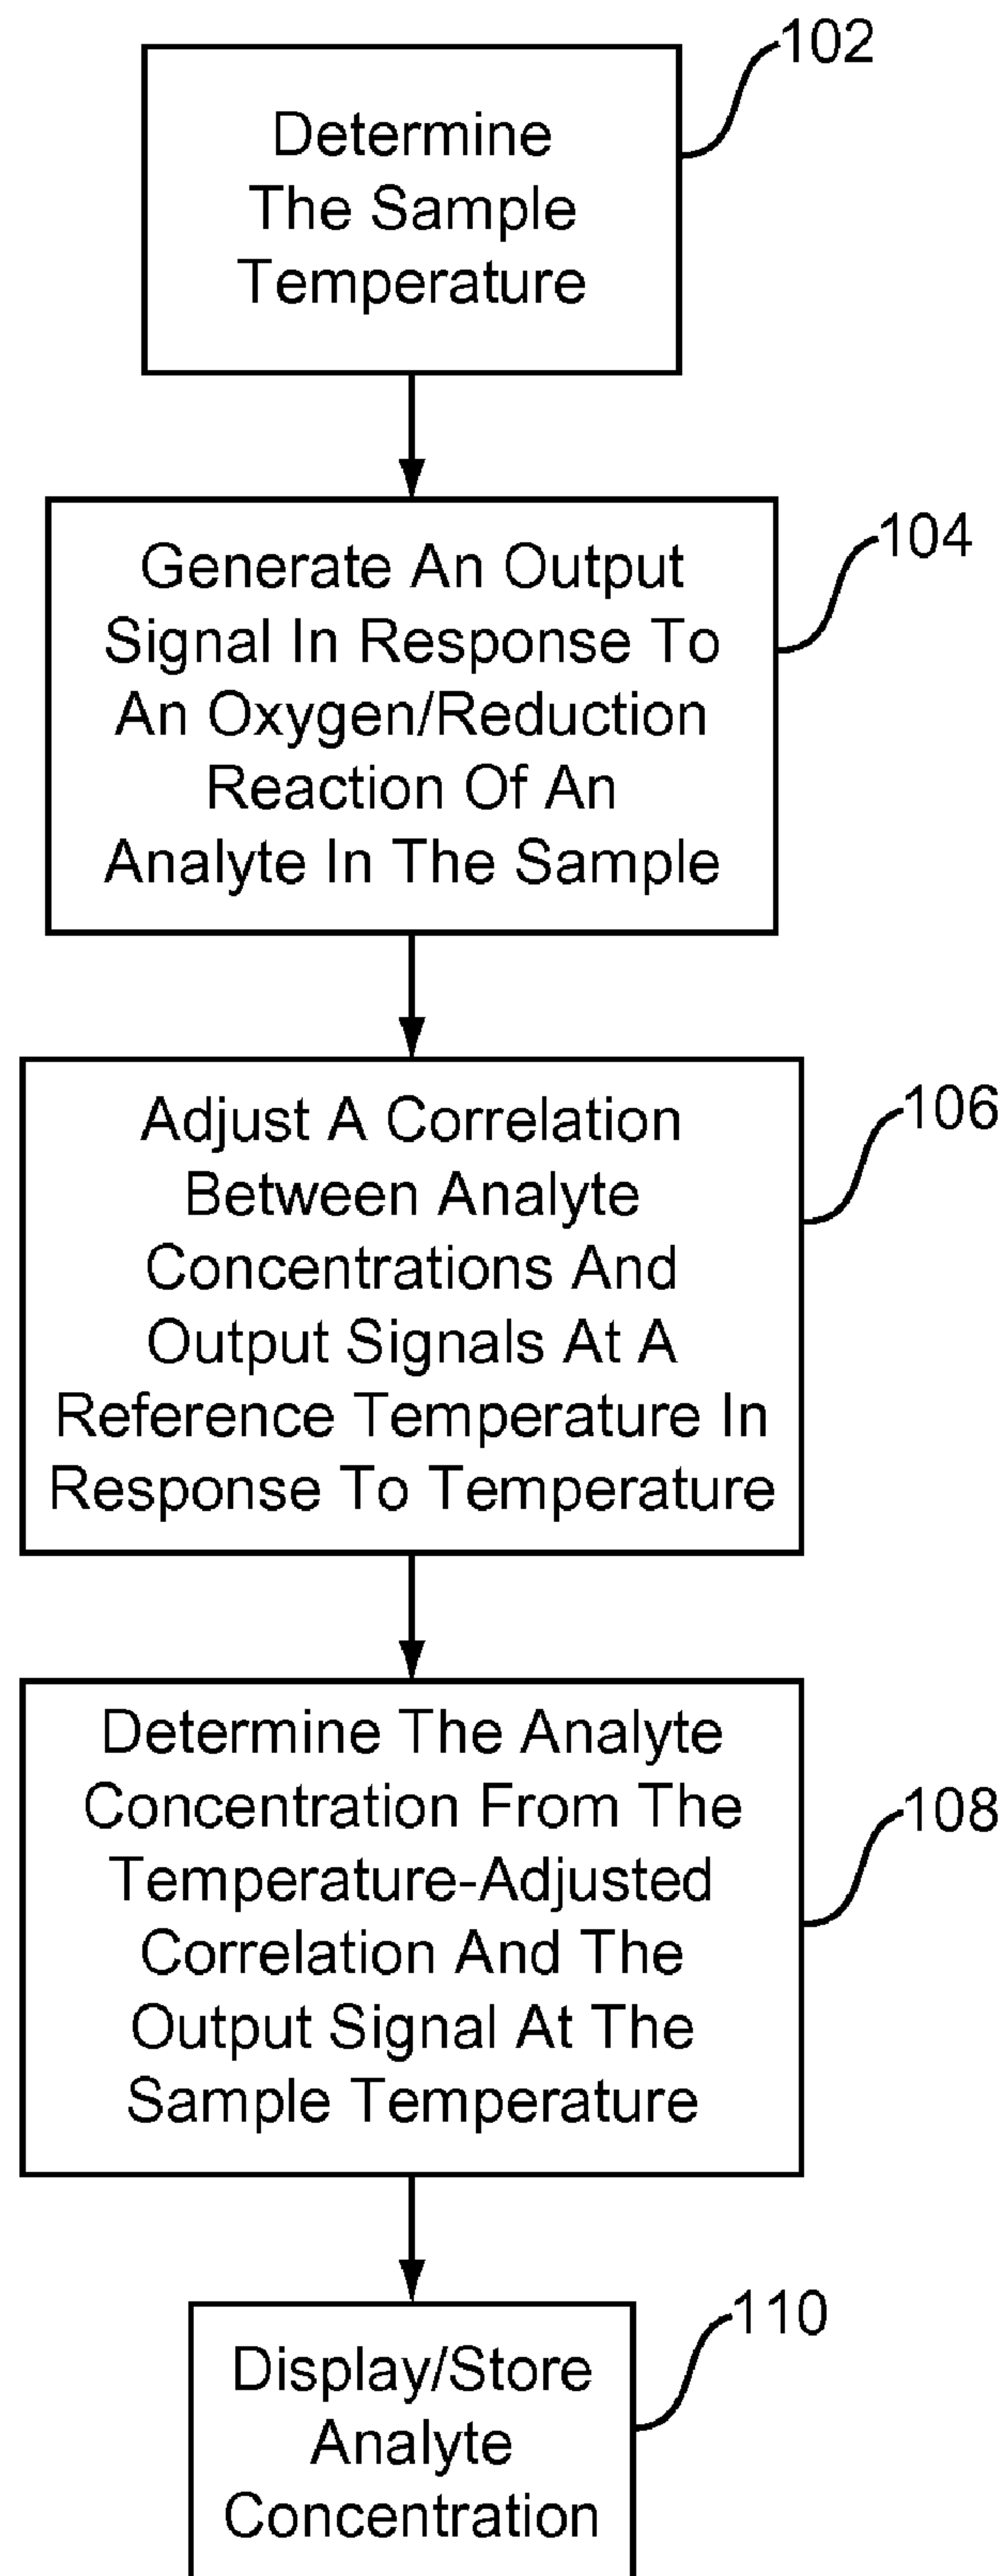 102
Determine
The Sample
Temperature
104
Generate An Output
Signal In Response To
An Oxygen/Reduction
Reaction Of An
Analyte In The Sample
106
Adjust A Correlation
Between Analyte
Concentrations And
Output Signals At A
Reference Temperature In
Response To Temperature
108
Determine The Analyte
Concentration From The
Temperature-Adjusted
Correlation And The
Output Signal At The
Sample Temperature
110
Display/Store
Analyte
Concentration